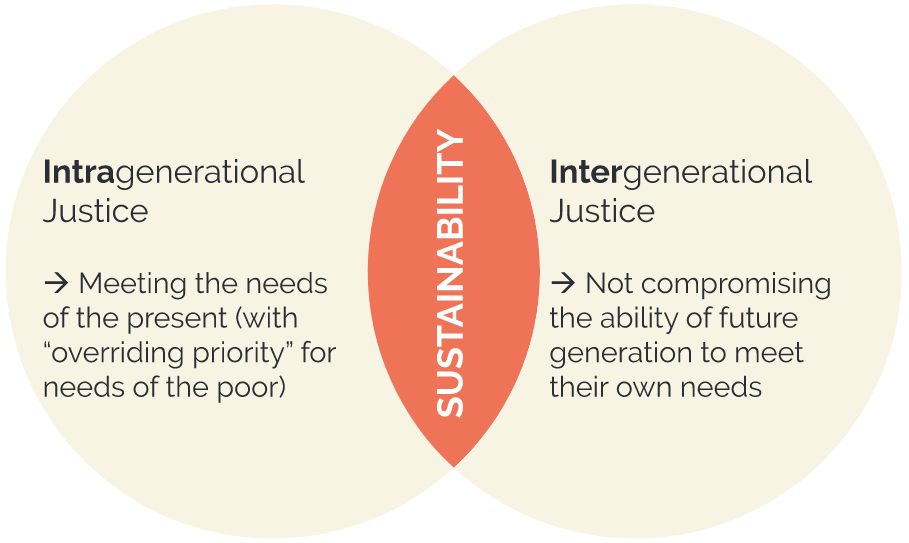 Intragenerational
Justice
→ Meeting the needs
of the present (with
“overriding priority” for
needs of the poor)
SUSTAINABILITY
Intergenerational
Justice
→ Not compromising
the ability of future
generation to meet
their own needs